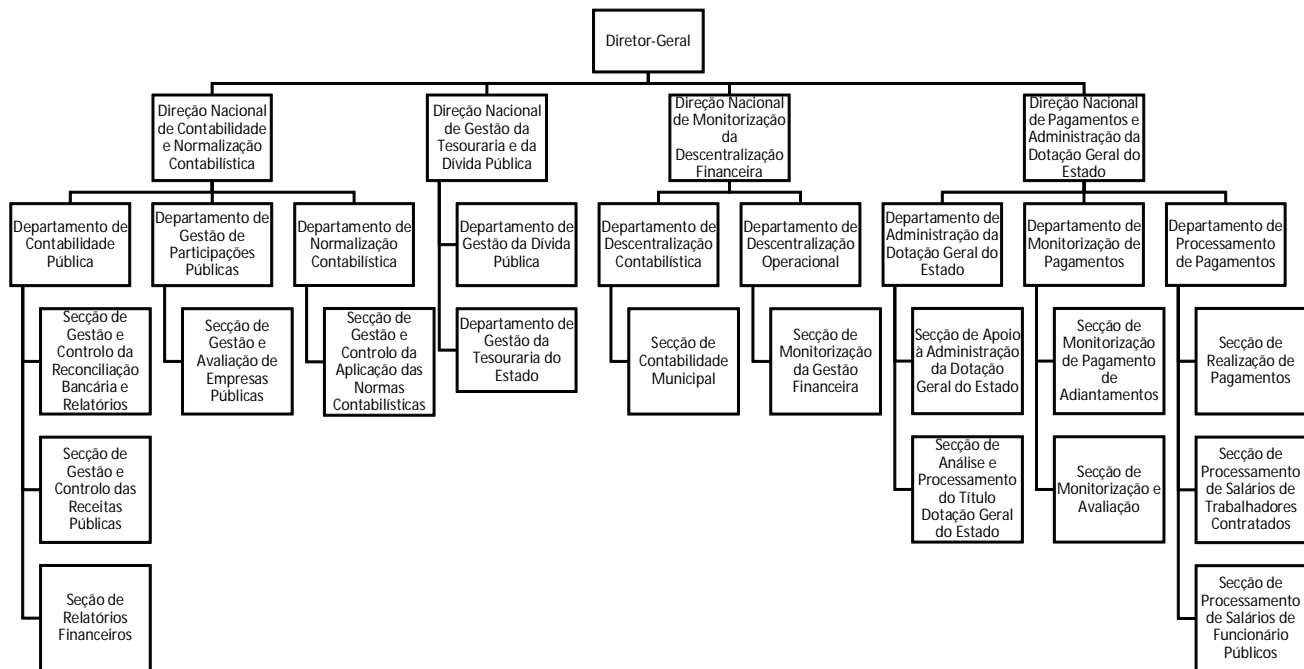 Diretor-Geral
Direção Nacional
de Contabilidade
e Normalização
Contabilística
Direção Nacional
de Gestão da
Tesouraria e da
Dívida Pública
Direção Nacional
de Monitorização
da
Descentralização
Financeira
Direção Nacional
de Pagamentos e
Administração da
Dotação Geral do
Estado
Departamento de
Contabilidade
Pública
Departamento de
Gestão de
Participações
Públicas
Departamento de
Normalização
Contabilística
Departamento de
Gestão da Dívida
Pública
Departamento de
Descentralização
Contabilística
Departamento de
Descentralização
Operacional
Departamento de
Administração da
Dotação Geral do
Estado
Departamento de
Monitorização de
Pagamentos
Departamento de
Processamento
de Pagamentos
Secção de
Gestão e
Controlo da
Reconciliação
Bancária e
Relatórios
Secção de
Gestão e
Avaliação de
Empresas
Públicas
Secção de
Gestão e
Controlo da
Aplicação das
Normas
Contabilísticas
Departamento de
Gestão da
Tesouraria do
Estado
Secção de
Contabilidade
Municipal
Secção de
Monitorização
da Gestão
Financeira
Secção de Apoio
à Administração
da Dotação
Geral do Estado
Secção de
Monitorização
de Pagamento
de
Adiantamentos
Secção de
Realização de
Pagamentos
Secção de
Gestão e
Controlo das
Receitas
Públicas
Secção de
Análise e
Processamento
do Título
Dotação Geral
do Estado
Secção de
Monitorização e
Avaliação
Secção de
Processamento
de Salários de
Trabalhadores
Contratados
Seção de
Relatórios
Financeiros
Secção de
Processamento
de Salários de
Funcionário
Públicos